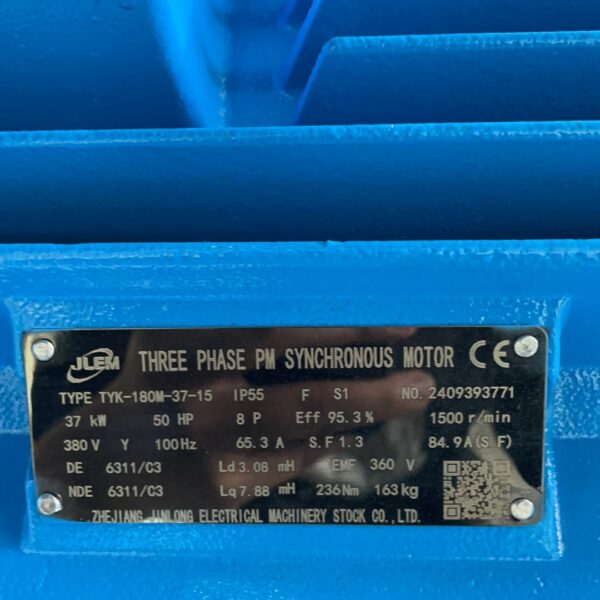 JLEM THREE PHASE PM SYNCHRONOUS MOTOR CE
TYPE TYK-180M-37-15 IP55 F S1 NO. 2409393771
37 kW 50 HP 8 P Eff 95.3 % 1500 r/min
380 V Y 100Hz 65.3 A S.F 1.3 84.9A(S.F)
DE 6311/C3 Ld 3.08 mH EMF 360 V
NDE 6311/C3 Lq 7.88 mH 236Nm 163kg
ZHEJIANG JINLONG ELECTRICAL MACHINERY STOCK CO.,LTD.